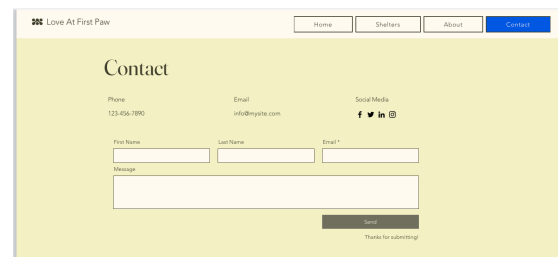 Love At First Paw
Home
Shelters
About
Contact
Contact
Phone
Email
Social Media
123-456-7890
info@mysite.com
First Name
Last Name
Email *
Message
Send
Thanks for submitting!